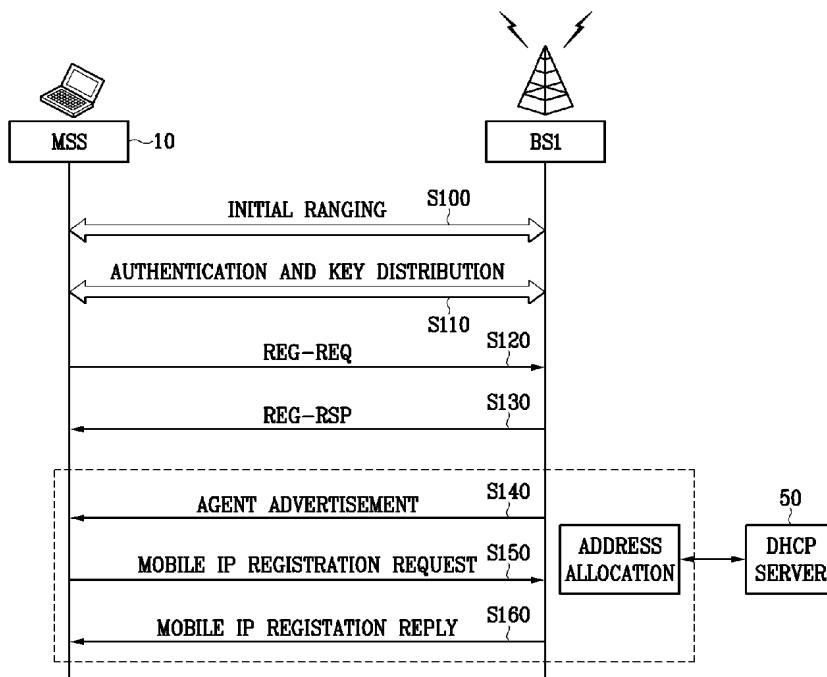 MSS
10
BS1
S100
INITIAL RANGING
AUTHENTICATION AND KEY DISTRIBUTION
S110
S120
REG-REQ
S130
REG-RSP
S140
AGENT ADVERTISEMENT
S150
MOBILE IP REGISTRATION REQUEST
S160
MOBILE IP REGISTATION REPLY
ADDRESS
ALLOCATION
50
DHCP
SERVER